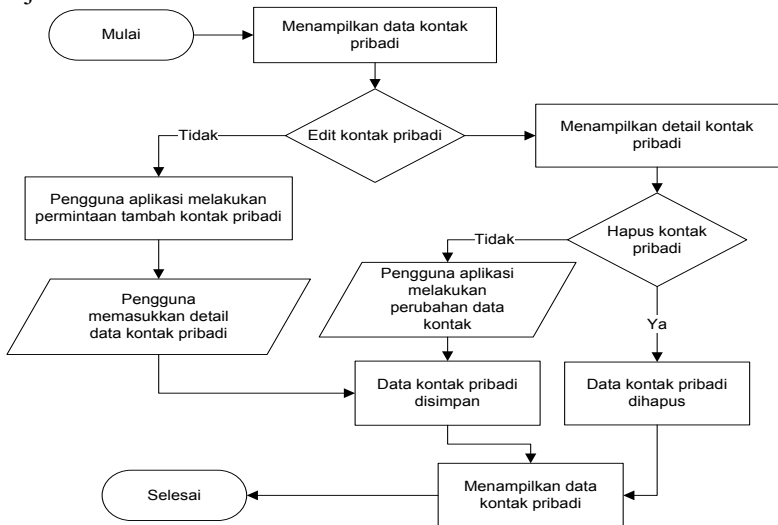 Mulai
Menampilkan data kontak
pribadi
Edit kontak pribadi
Tidak
Menampilkan detail kontak
pribadi
Pengguna aplikasi melakukan
permintaan tambah kontak pribadi
Hapus kontak
pribadi
Tidak
Pengguna
memasukkan detail
data kontak pribadi
Pengguna aplikasi
melakukan
perubahan data
kontak
Ya
Data kontak pribadi
disimpan
Data kontak pribadi
dihapus
Menampilkan data
kontak pribadi
Selesai